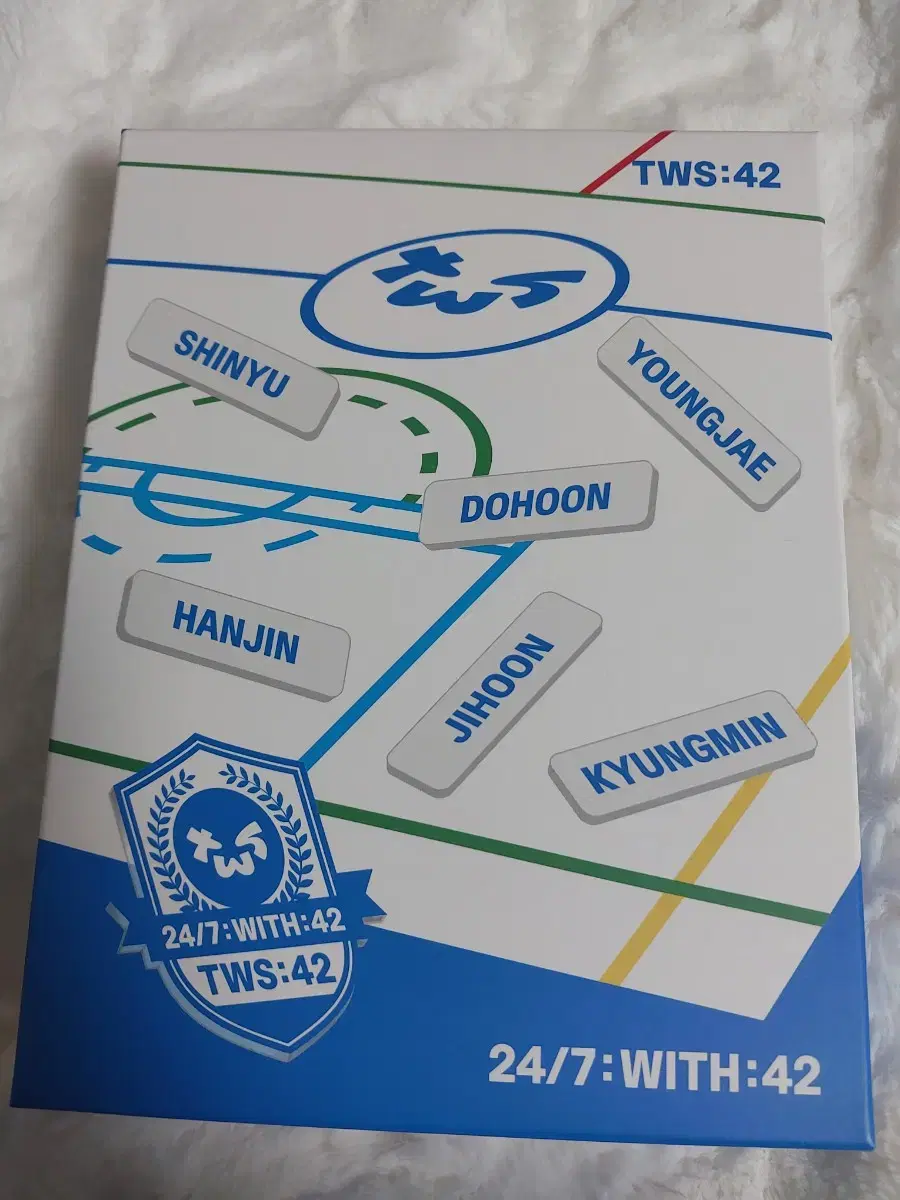 TWS:42
tws
SHINYU
YOUNGJAE
DOHOON
HANJIN
JIHOON
KYUNGMIN
tws
24/7:WITH:42
TWS:42
24/7:WITH:42